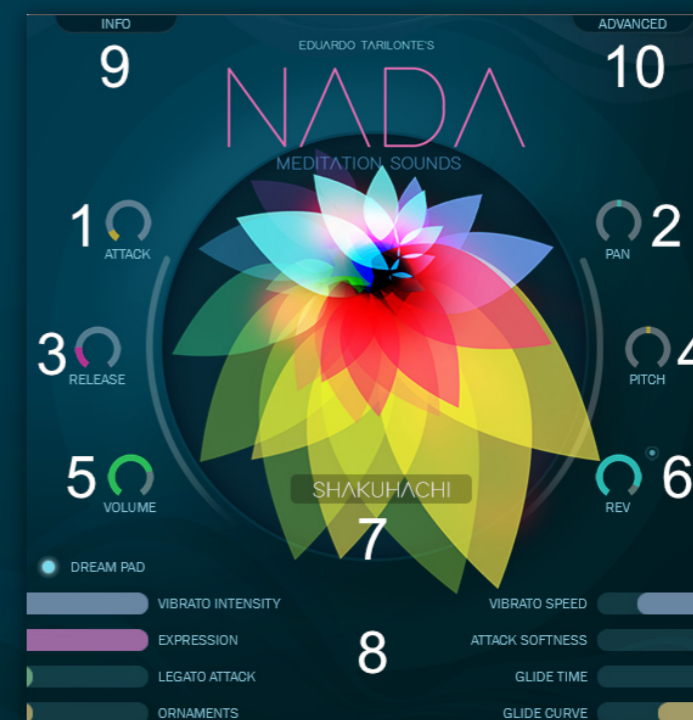 INFO
ADVANCED
9
10
EDUARDO TARILONTE'S
NADA
MEDITATION SOUNDS
1
ATTACK
2
PAN
3
RELEASE
4
PITCH
5
VOLUME
6
REV
SHAKUHACHI
7
DREAM PAD
VIBRATO INTENSITY
VIBRATO SPEED
EXPRESSION
8
ATTACK SOFTNESS
LEGATO ATTACK
GLIDE TIME
ORNAMENTS
GLIDE CURVE